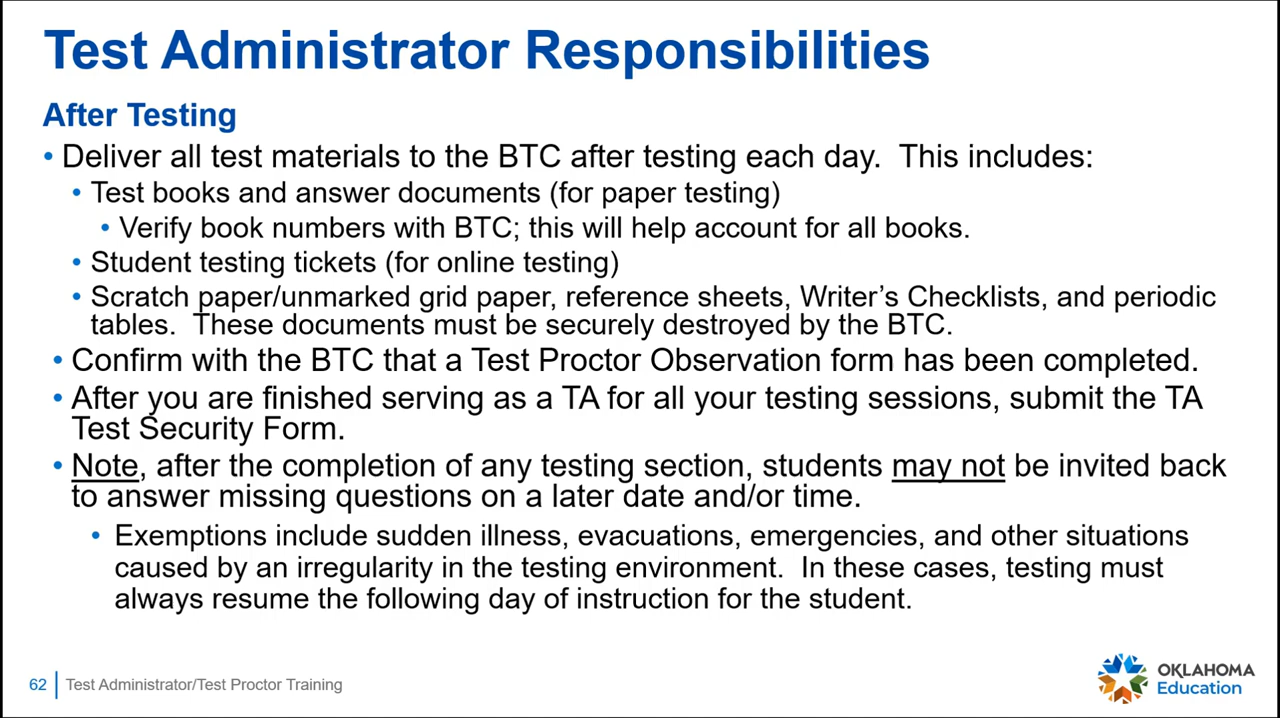 Test Administrator Responsibilities
After Testing
• Deliver all test materials to the BTC after testing each day.  This includes:
• Test books and answer documents (for paper testing)
• Verify book numbers with BTC; this will help account for all books.
• Student testing tickets (for online testing)
• Scratch paper/unmarked grid paper, reference sheets, Writer’s Checklists, and periodic
tables.  These documents must be securely destroyed by the BTC.
• Confirm with the BTC that a Test Proctor Observation form has been completed.
• After you are finished serving as a TA for all your testing sessions, submit the TA
Test Security Form.
• Note, after the completion of any testing section, students may not be invited back
to answer missing questions on a later date and/or time.
• Exemptions include sudden illness, evacuations, emergencies, and other situations
caused by an irregularity in the testing environment.  In these cases, testing must
always resume the following day of instruction for the student.
62 Test Administrator/Test Proctor Training
OKLAHOMA
Education